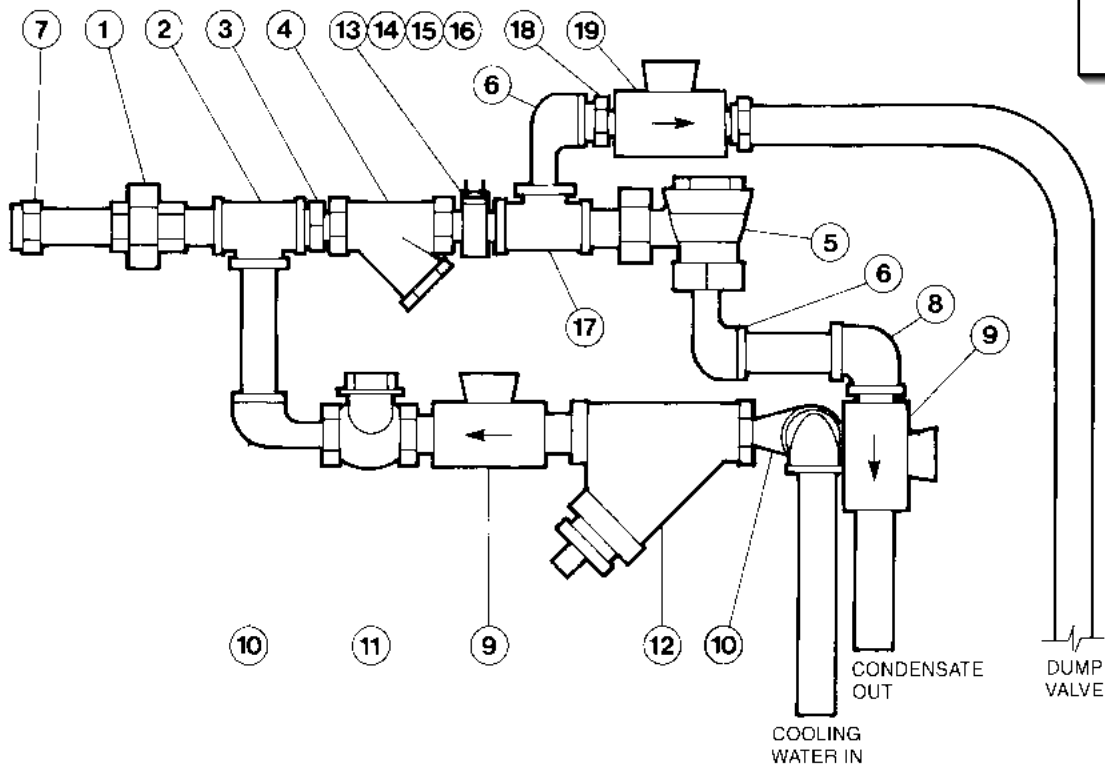 7 1 2 3 4 13 14 15 16 18 19
6
5
6
8
17
9
10 11 9 12 10
CONDENSATE
OUT
DUMP
VALVE
COOLING
WATER IN